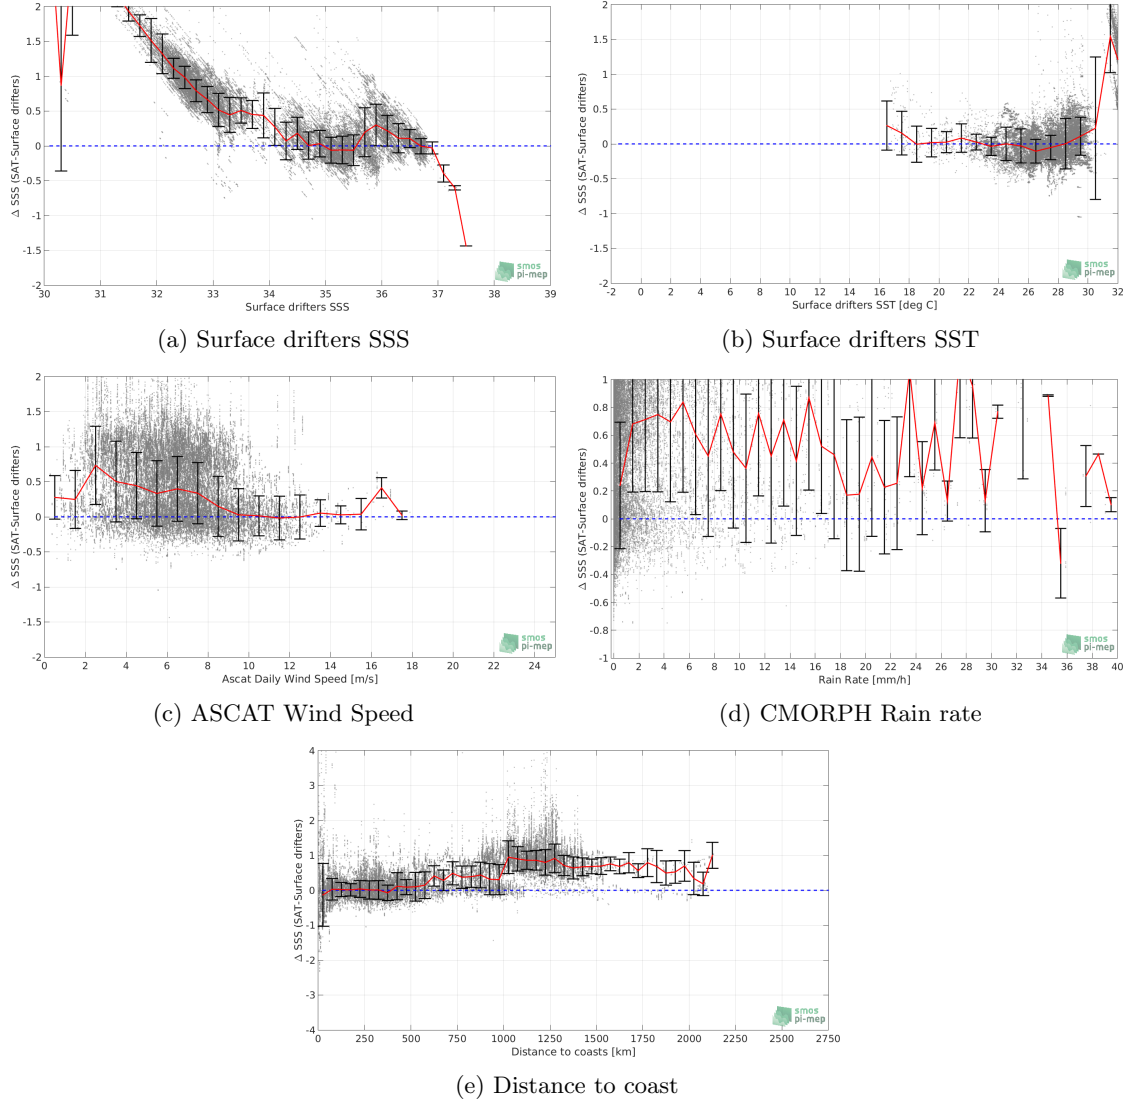 2
1.5
1
0.5
0
-0.5
-1
-1.5
-2
Δ SSS (SAT-Surface drifters)
30 31 32 33 34 35 36 37 38 39
Surface drifters SSS
smos
pi-mep
(a) Surface drifters SSS
2
1.5
1
0.5
0
-0.5
-1
-1.5
-2
Δ SSS (SAT-Surface drifters)
-2 0 2 4 6 8 10 12 14 16 18 20 22 24 26 28 30 32
Surface drifters SST [deg C]
smos
pi-mep
(b) Surface drifters SST
2
1.5
1
0.5
0
-0.5
-1
-1.5
-2
Δ SSS (SAT-Surface drifters)
0 2 4 6 8 10 12 14 16 18 20 22 24
Ascat Daily Wind Speed [m/s]
smos
pi-mep
(c) ASCAT Wind Speed
1
0.8
0.6
0.4
0.2
0
-0.2
-0.4
-0.6
-0.8
-1
Δ SSS (SAT-Surface drifters)
0 2 4 6 8 10 12 14 16 18 20 22 24 26 28 30 32 34 36 38 40
Rain Rate [mm/h]
smos
pi-mep
(d) CMORPH Rain rate
4
3
2
1
0
-1
-2
-3
-4
Δ SSS (SAT-Surface drifters)
0 250 500 750 1000 1250 1500 1750 2000 2250 2500 2750
Distance to coasts [km]
smos
pi-mep
(e) Distance to coast